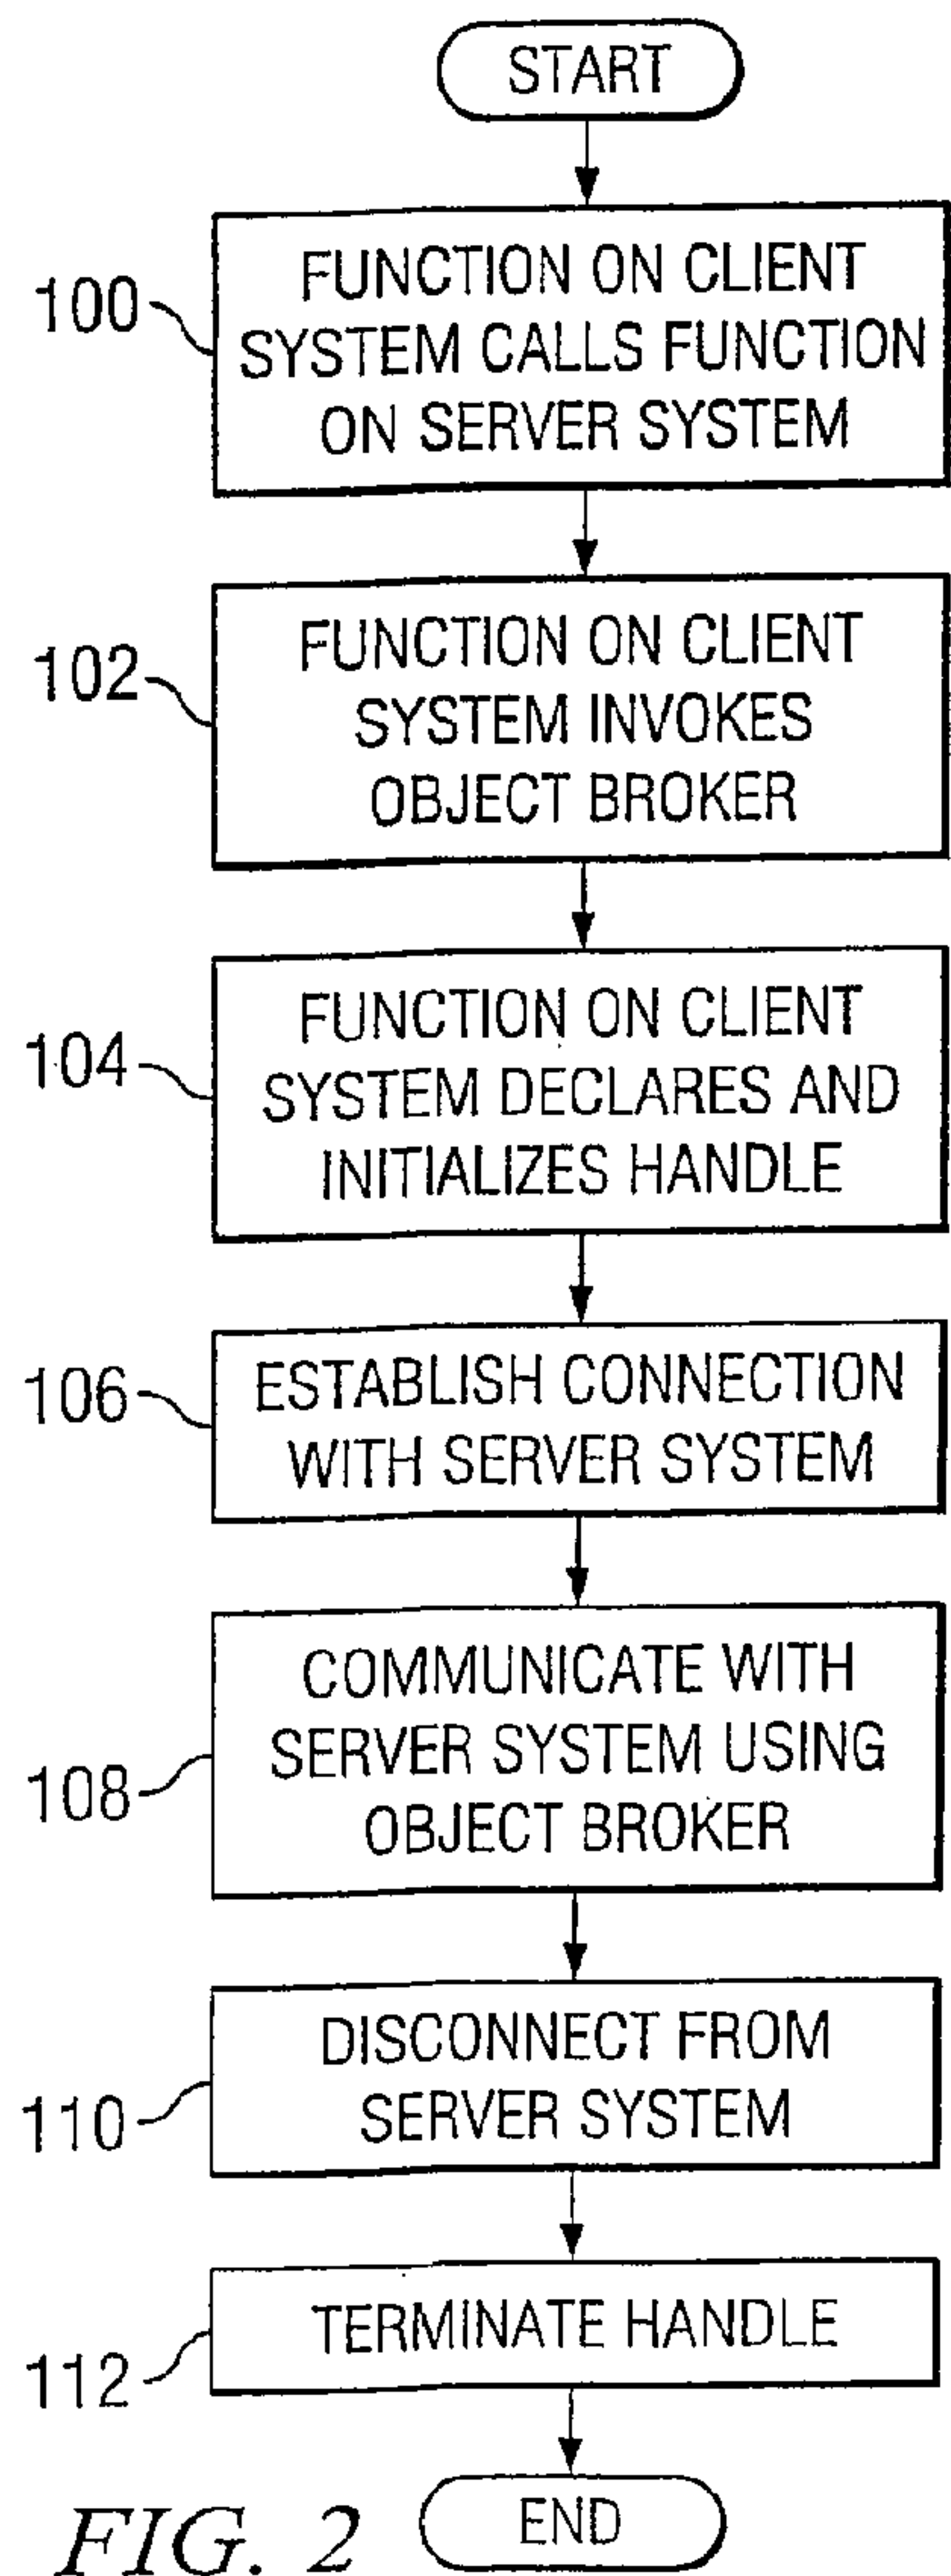 START
100
FUNCTION ON CLIENT
SYSTEM CALLS FUNCTION
ON SERVER SYSTEM
102
FUNCTION ON CLIENT
SYSTEM INVOKES
OBJECT BROKER
104
FUNCTION ON CLIENT
SYSTEM DECLARES AND
INITIALIZES HANDLE
106
ESTABLISH CONNECTION
WITH SERVER SYSTEM
108
COMMUNICATE WITH
SERVER SYSTEM USING
OBJECT BROKER
110
DISCONNECT FROM
SERVER SYSTEM
112
TERMINATE HANDLE
END
FIG. 2